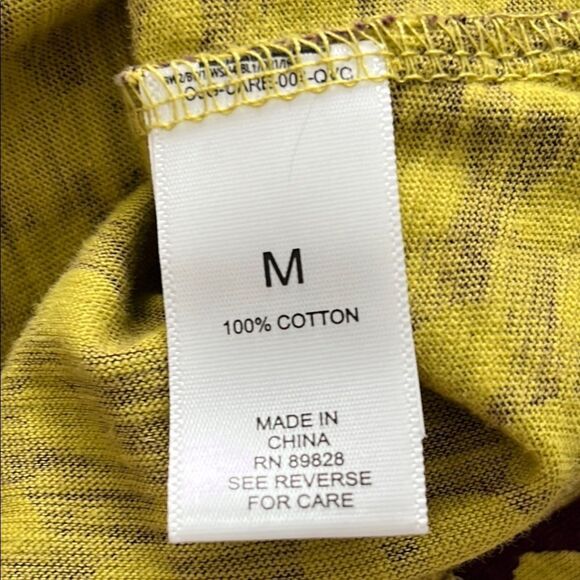 M
100% COTTON
MADE IN
CHINA
RN 89828
SEE REVERSE
FOR CARE